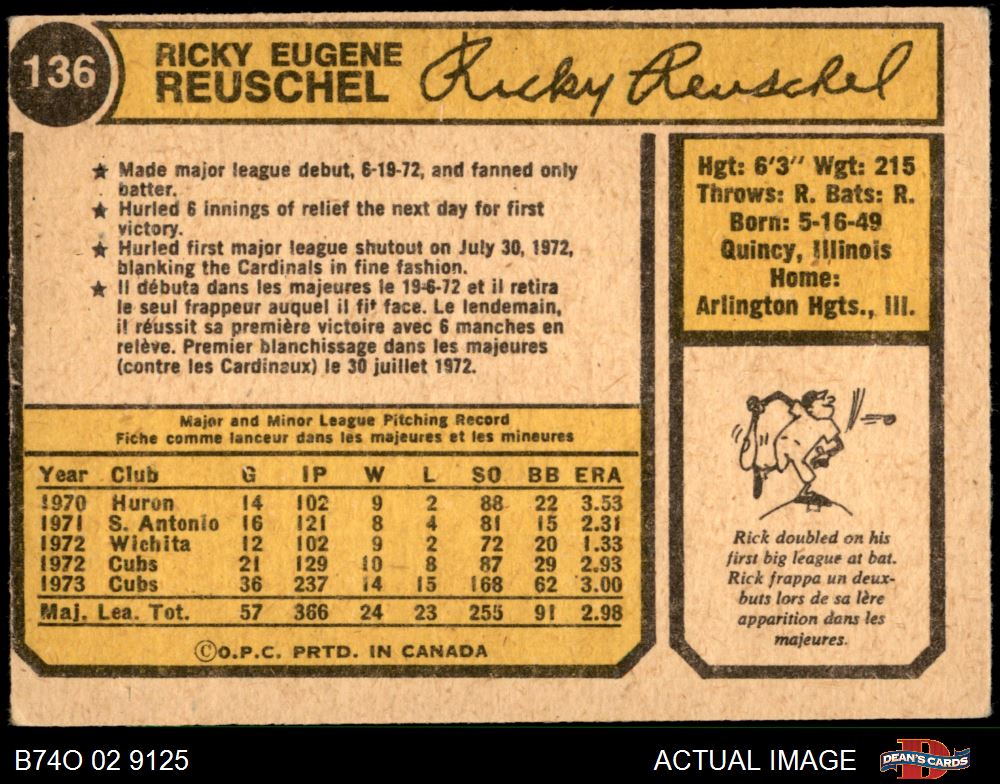 136
RICKY EUGENE
REUSCHEL
Ricky Reuschel
★ Made major league debut, 6-19-72, and fanned only
batter.
★ Hurled 6 innings of relief the next day for first
victory.
★ Hurled first major league shutout on July 30, 1972,
blanking the Cardinals in fine fashion.
★ Il débuta dans les majeures le 19-6-72 et il retira
le seul frappeur auquel il fit face. Le lendemain,
il réussit sa première victoire avec 6 manches en
relève. Premier blanchissage dans les majeures
(contre les Cardinaux) le 30 juillet 1972.
Hgt: 6'3'' Wgt: 215
Throws: R. Bats: R.
Born: 5-16-49
Quincy, Illinois
Home:
Arlington Hgts., Ill.
Major and Minor League Pitching Record
Fiche comme lanceur dans les majeures et les mineures
Year Club G IP W L SO BB ERA
1970 Huron 14 102 9 2 88 22 3.53
1971 S. Antonio 16 121 8 4 81 15 2.31
1972 Wichita 12 102 9 2 72 20 1.33
1972 Cubs 21 129 10 8 87 29 2.93
1973 Cubs 36 237 14 15 168 62 3.00
Maj. Lea. Tot. 57 366 24 23 255 91 2.98
©O.P.C. PRTD. IN CANADA
Rick doubled on his
first big league at bat.
Rick frappa un deux-
buts lors de sa lère
apparition dans les
majeures.
B74O 02 9125
ACTUAL IMAGE
D
DEAN'S CARDS